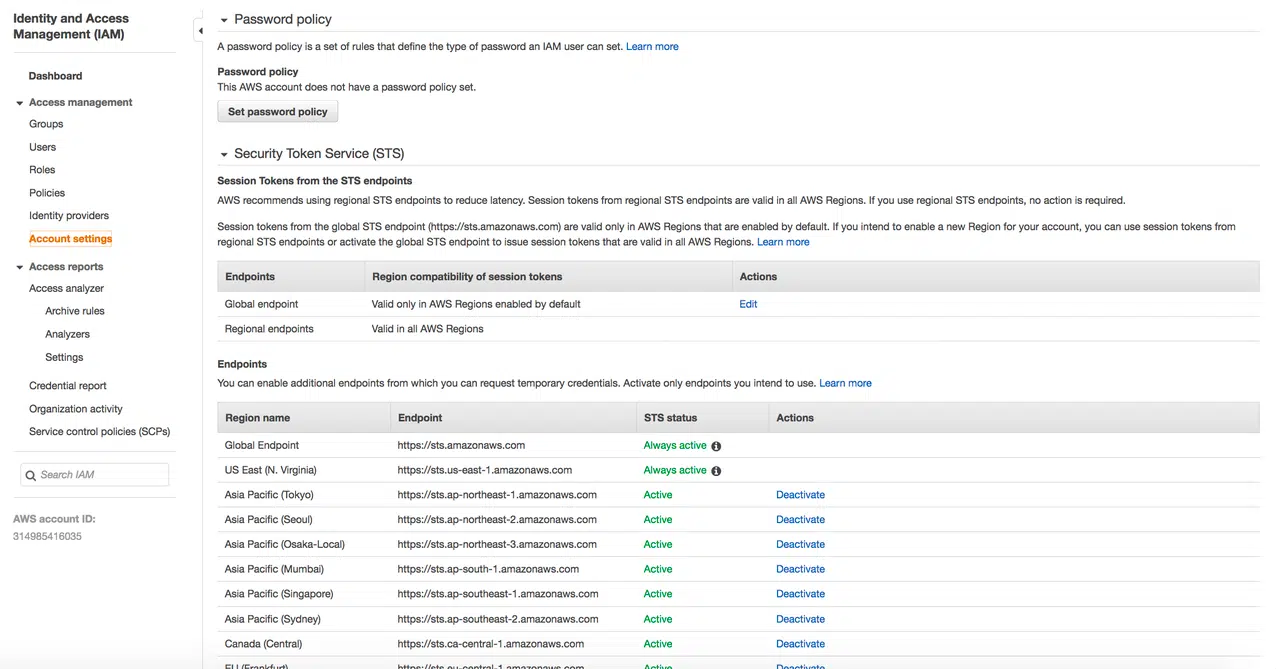 Identity and Access
Management (IAM)
Dashboard
Access management
Groups
Users
Roles
Policies
Identity providers
Account settings
Access reports
Access analyzer
Archive rules
Analyzers
Settings
Credential report
Organization activity
Service control policies (SCPs)
Search IAM
AWS account ID:
314985416035
Password policy
A password policy is a set of rules that define the type of password an IAM user can set. Learn more
Password policy
This AWS account does not have a password policy set.
Set password policy
Security Token Service (STS)
Session Tokens from the STS endpoints
AWS recommends using regional STS endpoints to reduce latency. Session tokens from regional STS endpoints are valid in all AWS Regions. If you use regional STS endpoints, no action is required.
Session tokens from the global STS endpoint (https://sts.amazonaws.com) are valid only in AWS Regions that are enabled by default. If you intend to enable a new Region for your account, you can use session tokens from
regional STS endpoints or activate the global STS endpoint to issue session tokens that are valid in all AWS Regions. Learn more
Endpoints Region compatibility of session tokens Actions
Global endpoint Valid only in AWS Regions enabled by default Edit
Regional endpoints Valid in all AWS Regions
Endpoints
You can enable additional endpoints from which you can request temporary credentials. Activate only endpoints you intend to use. Learn more
Region name Endpoint STS status Actions
Global Endpoint https://sts.amazonaws.com Always active
US East (N. Virginia) https://sts.us-east-1.amazonaws.com Always active
Asia Pacific (Tokyo) https://sts.ap-northeast-1.amazonaws.com Active Deactivate
Asia Pacific (Seoul) https://sts.ap-northeast-2.amazonaws.com Active Deactivate
Asia Pacific (Osaka-Local) https://sts.ap-northeast-3.amazonaws.com Active Deactivate
Asia Pacific (Mumbai) https://sts.ap-south-1.amazonaws.com Active Deactivate
Asia Pacific (Singapore) https://sts.ap-southeast-1.amazonaws.com Active Deactivate
Asia Pacific (Sydney) https://sts.ap-southeast-2.amazonaws.com Active Deactivate
Canada (Central) https://sts.ca-central-1.amazonaws.com Active Deactivate
EU (Frankfurt) https://sts.eu-central-1.amazonaws.com Active Deactivate